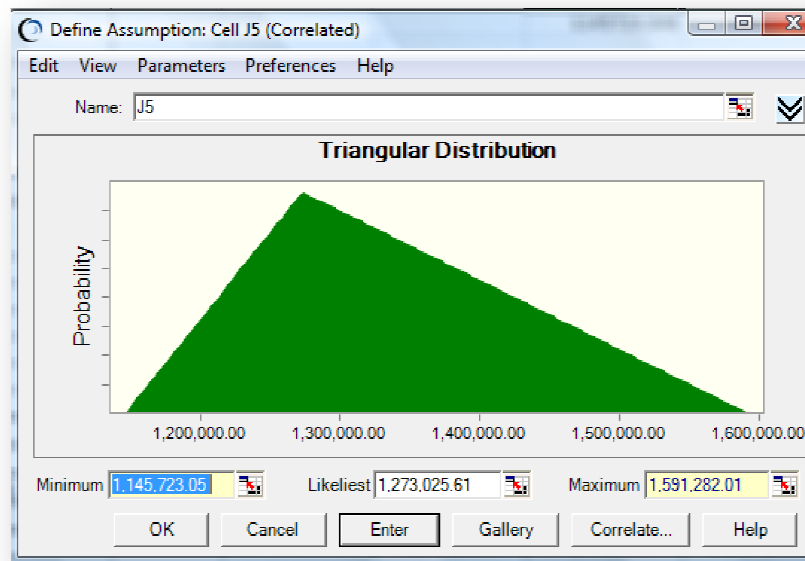 Define Assumption: Cell J5 (Correlated)
Edit View Parameters Preferences Help
Name: J5
Triangular Distribution
Probability
1,200,000.00 1,300,000.00 1,400,000.00 1,500,000.00 1,600,000.00
Minimum 1,145,723.05 Likeliest 1,273,025.61 Maximum 1,591,282.01
OK Cancel Enter Gallery Correlate... Help